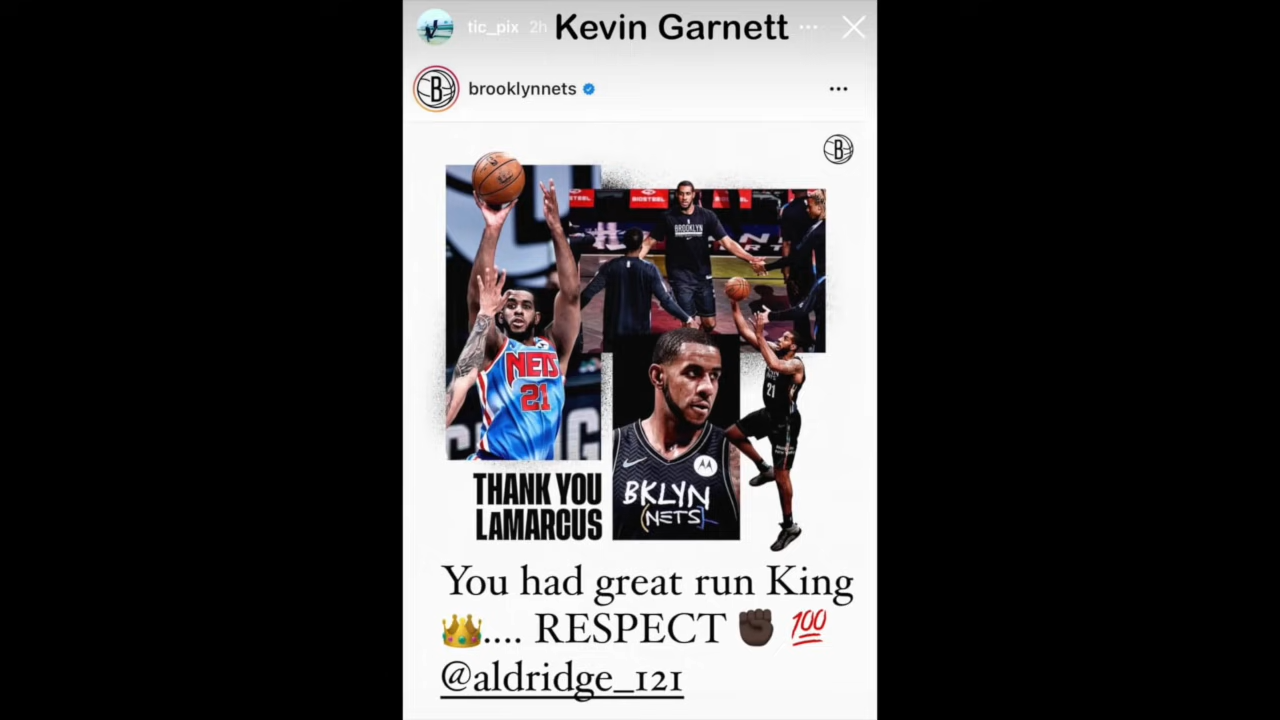 tic_pix 2h Kevin Garnett
B brooklynnets
B
BIOSTEEL
BROOKLYN
NETS
21
21
THANK YOU
LaMARCUS
BKLYN
(NETS)
You had great run King
👑.... RESPECT ✊🏿 💯
@aldridge_121